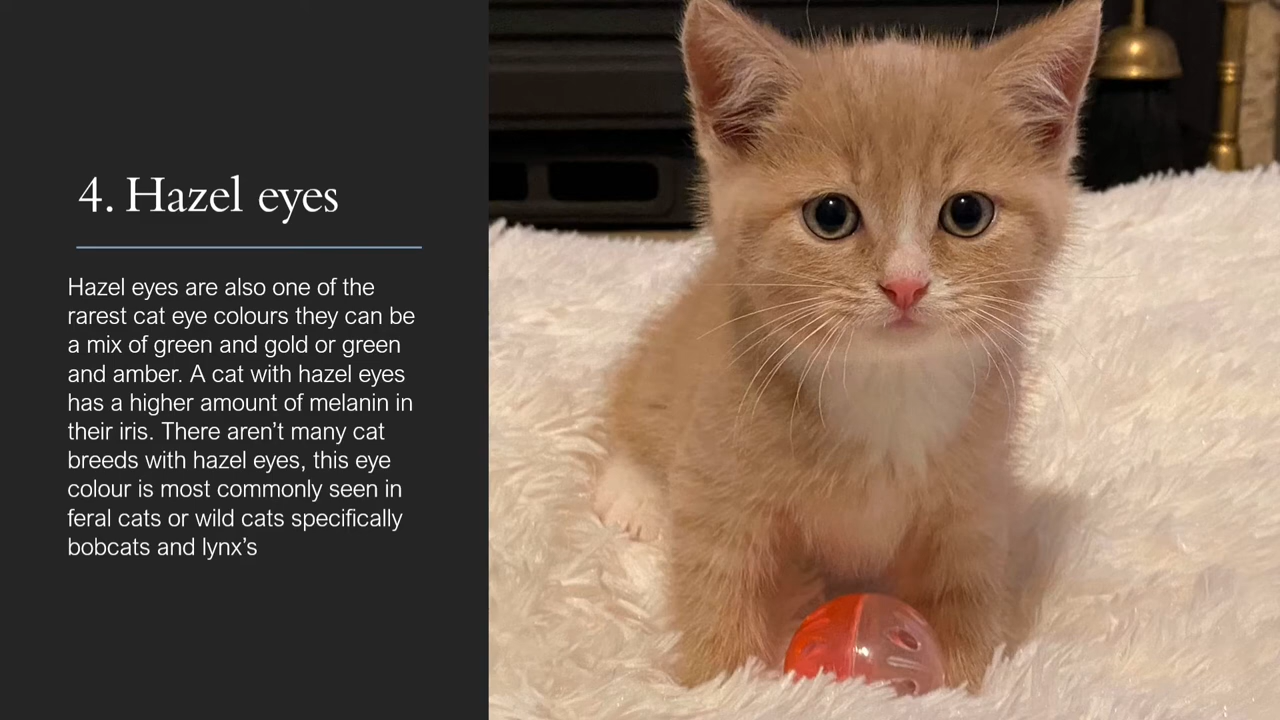 4. Hazel eyes
Hazel eyes are also one of the
rarest cat eye colours they can be
a mix of green and gold or green
and amber. A cat with hazel eyes
has a higher amount of melanin in
their iris. There aren’t many cat
breeds with hazel eyes, this eye
colour is most commonly seen in
feral cats or wild cats specifically
bobcats and lynx’s